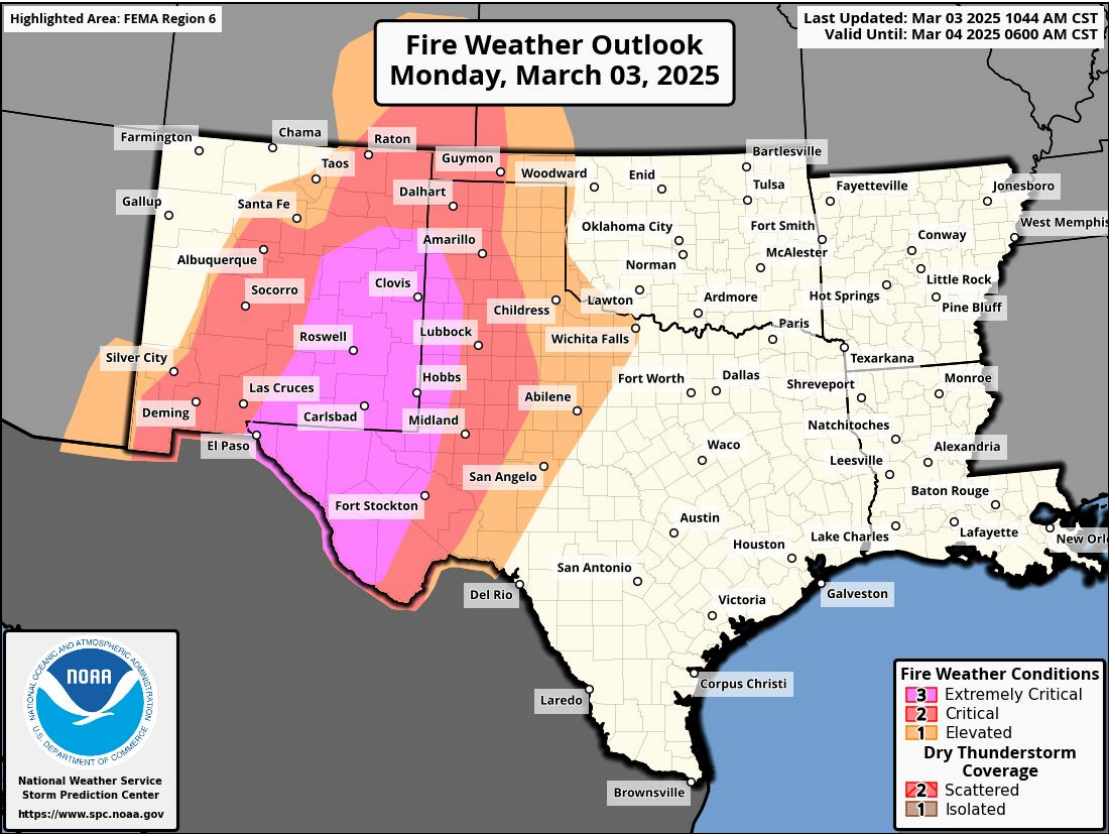 Highlighted Area: FEMA Region 6
Fire Weather Outlook
Monday, March 03, 2025
Last Updated: Mar 03 2025 1044 AM CST
Valid Until: Mar 04 2025 0600 AM CST
Farmington
Chama
Raton
Taos
Guymon
Woodward
Enid
Bartlesville
Tulsa
Fayetteville
Jonesboro
Gallup
Santa Fe
Dalhart
Oklahoma City
Fort Smith
West Memphis
Albuquerque
Amarillo
Norman
McAlester
Conway
Socorro
Clovis
Childress
Lawton
Ardmore
Hot Springs
Little Rock
Pine Bluff
Roswell
Lubbock
Wichita Falls
Paris
Silver City
Las Cruces
Hobbs
Fort Worth
Dallas
Texarkana
Shreveport
Monroe
Deming
Carlsbad
Midland
Abilene
Natchitoches
El Paso
San Angelo
Waco
Leesville
Alexandria
Fort Stockton
Austin
Baton Rouge
Houston
Lake Charles
Lafayette
New Orl
San Antonio
Del Rio
Victoria
Galveston
Laredo
Corpus Christi
Brownsville
NATIONAL OCEANIC AND ATMOSPHERIC ADMINISTRATION
NOAA
U.S. DEPARTMENT OF COMMERCE
National Weather Service
Storm Prediction Center
https://www.spc.noaa.gov
Fire Weather Conditions
3 Extremely Critical
2 Critical
1 Elevated
Dry Thunderstorm
Coverage
2 Scattered
1 Isolated